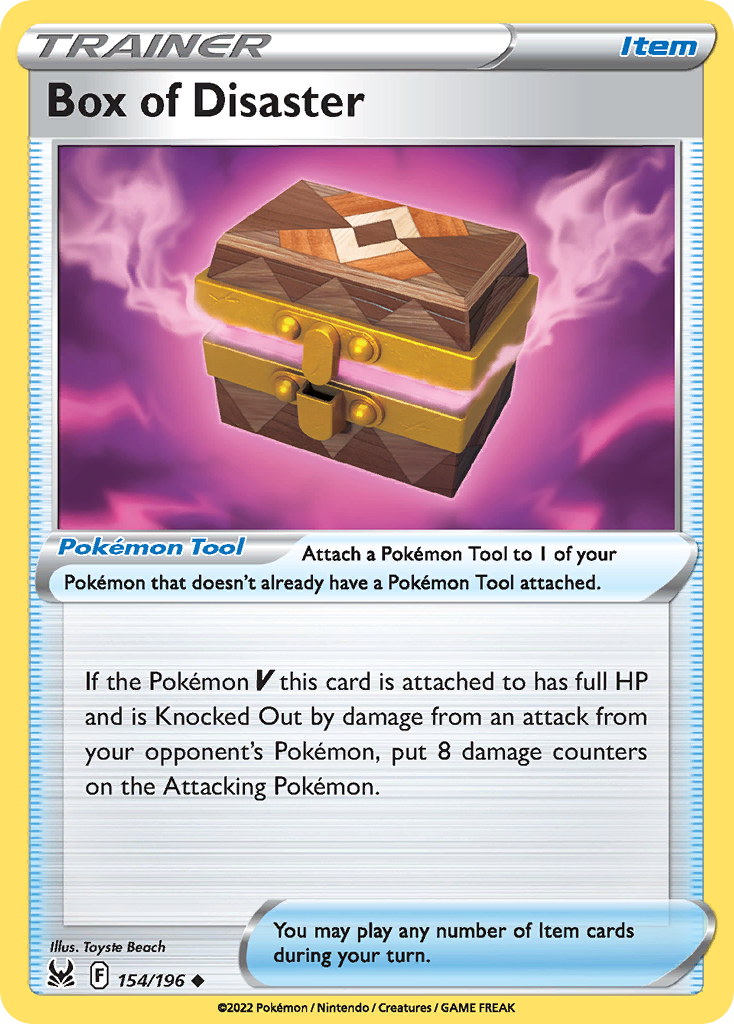 TRAINER
Item
Box of Disaster
Pokémon Tool
Attach a Pokémon Tool to 1 of your
Pokémon that doesn't already have a Pokémon Tool attached.
If the Pokémon V this card is attached to has full HP
and is Knocked Out by damage from an attack from
your opponent's Pokémon, put 8 damage counters
on the Attacking Pokémon.
You may play any number of Item cards
during your turn.
Illus. Toyste Beach
F
154/196
©2022 Pokémon / Nintendo / Creatures / GAME FREAK